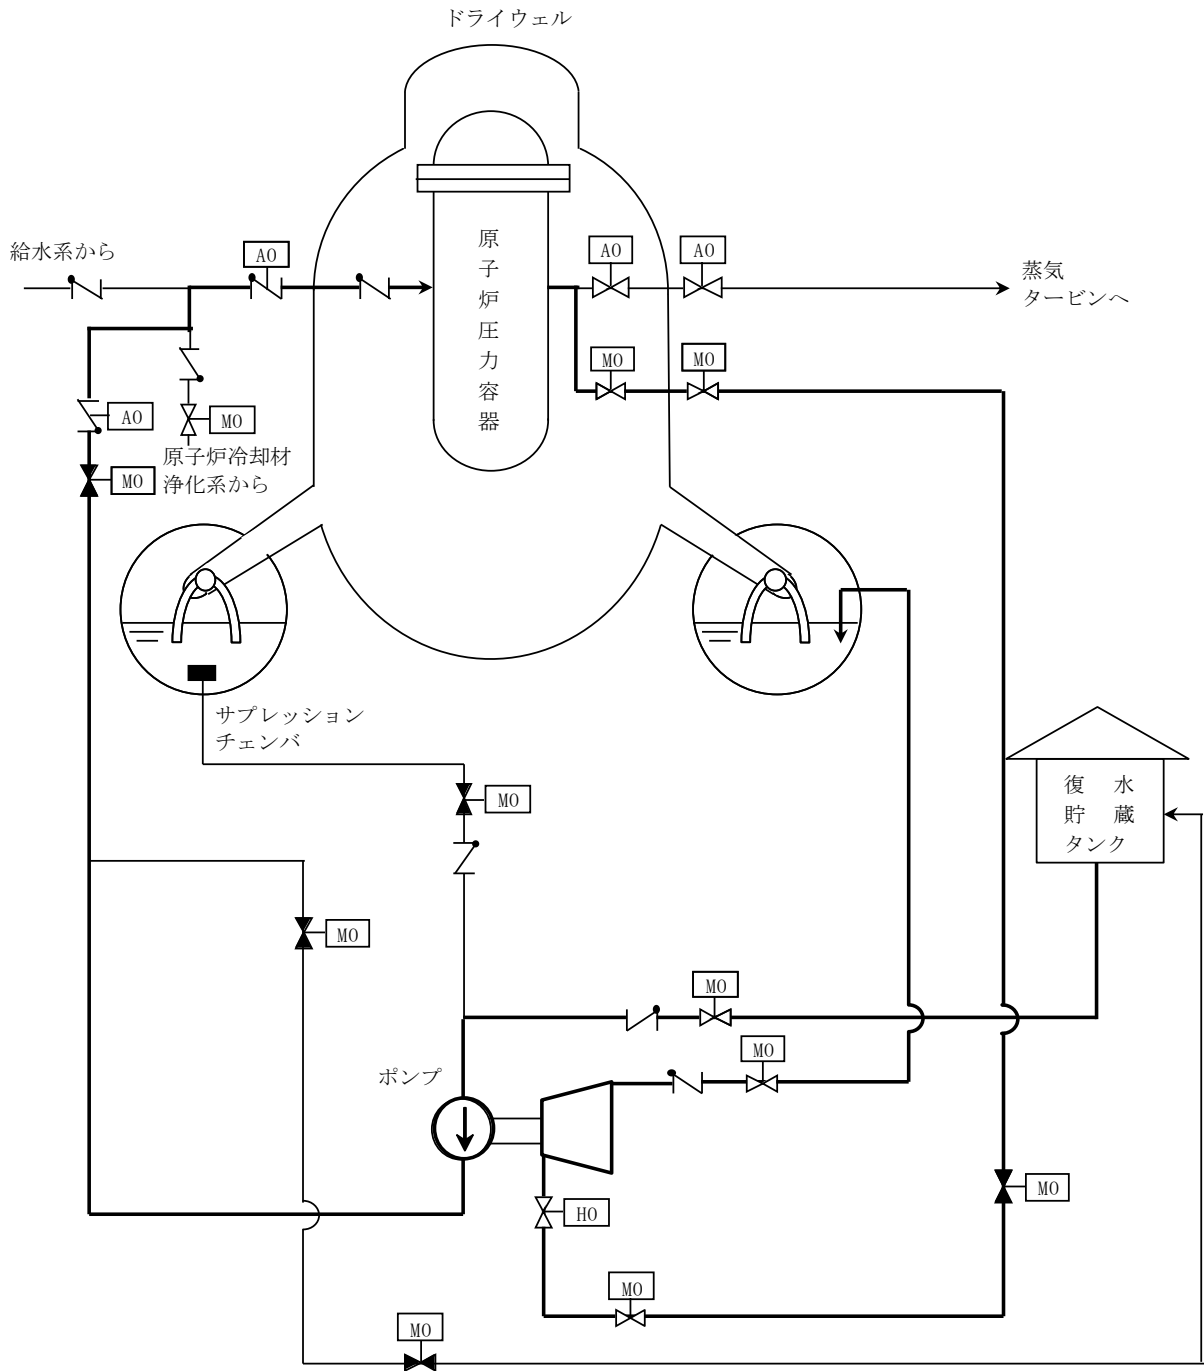 ドライウェル
給水系から
AO
AO
AO
原子炉圧力容器
蒸気
タービンへ
MO
MO
AO
MO
原子炉冷却材
浄化系から
MO
サプレッション
チェンバ
MO
復水
貯蔵
タンク
MO
MO
MO
ポンプ
MO
HO
MO
MO